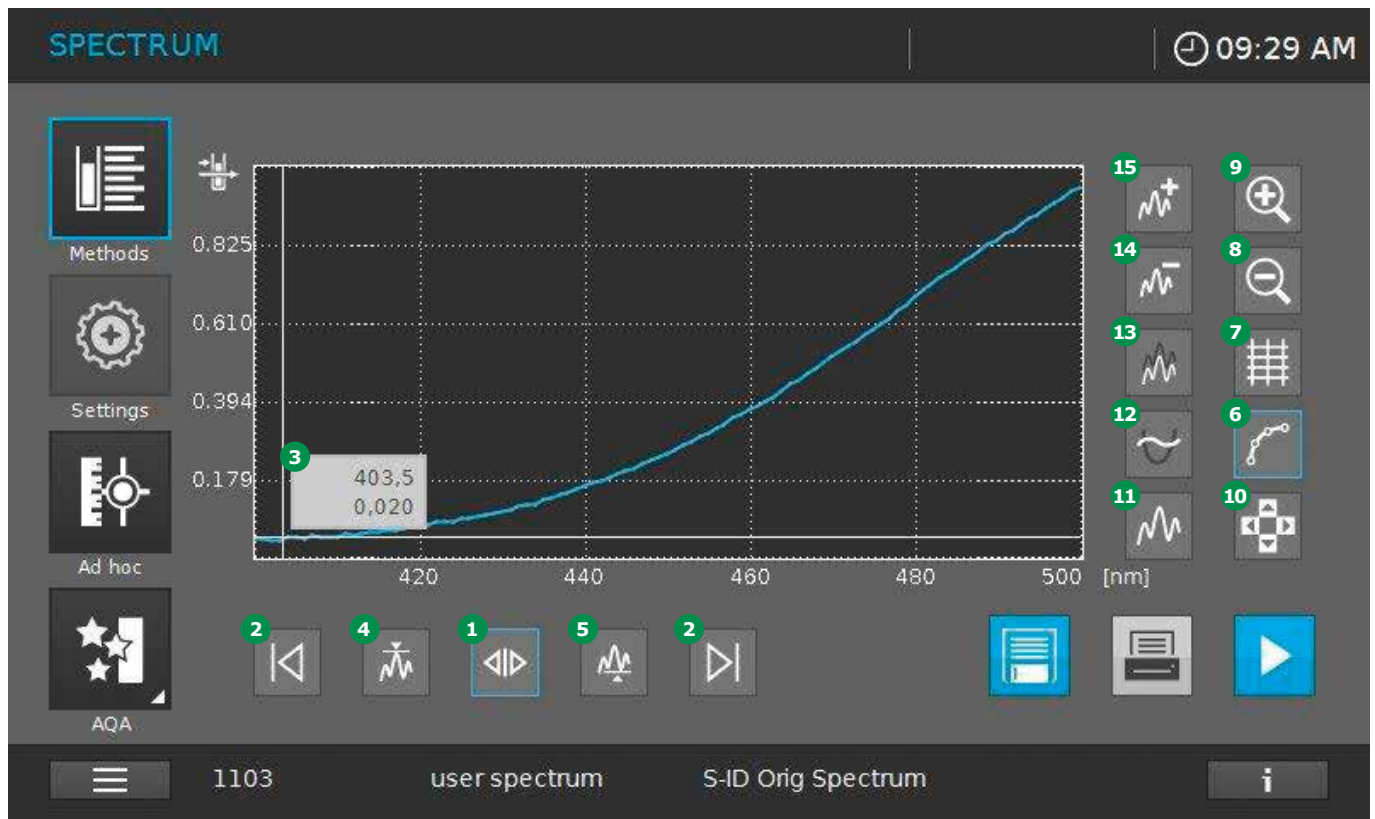 SPECTRUM
09:29 AM
Methods
Settings
Ad hoc
AQA
0.825
0.610
0.394
0.179
3
403,5
0,020
420 440 460 480 500 [nm]
15 9
14 8
13 7
12 6
11 10
2 4 1 5 2
1103 user spectrum S-ID Orig Spectrum i